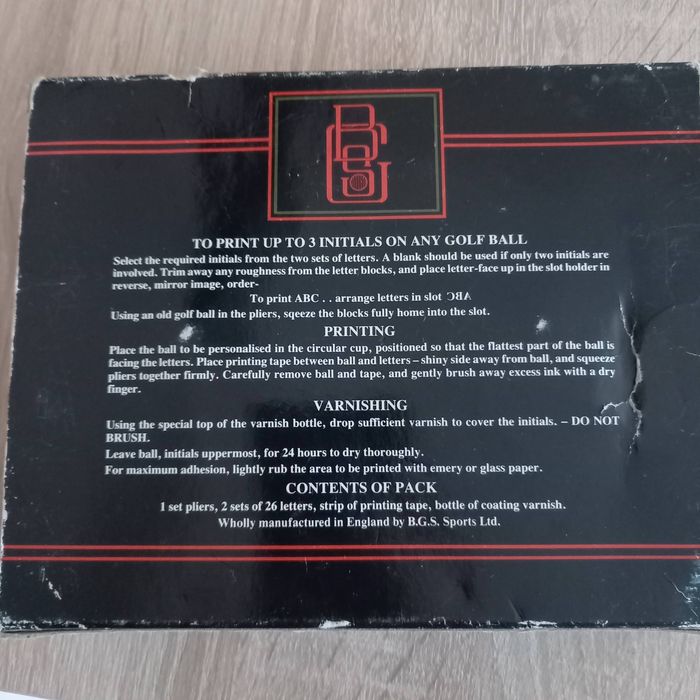 BGS
TO PRINT UP TO 3 INITIALS ON ANY GOLF BALL
Select the required initials from the two sets of letters. A blank should be used if only two initials are
involved. Trim away any roughness from the letter blocks, and place letter-face up in the slot holder in
reverse, mirror image, order-
To print ABC . . arrange letters in slot ƆBA
Using an old golf ball in the pliers, sqeeze the blocks fully home into the slot.
PRINTING
Place the ball to be personalised in the circular cup, positioned so that the flattest part of the ball is
facing the letters. Place printing tape between ball and letters – shiny side away from ball, and squeeze
pliers together firmly. Carefully remove ball and tape, and gently brush away excess ink with a dry
finger.
VARNISHING
Using the special top of the varnish bottle, drop sufficient varnish to cover the initials. – DO NOT
BRUSH.
Leave ball, initials uppermost, for 24 hours to dry thoroughly.
For maximum adhesion, lightly rub the area to be printed with emery or glass paper.
CONTENTS OF PACK
1 set pliers, 2 sets of 26 letters, strip of printing tape, bottle of coating varnish.
Wholly manufactured in England by B.G.S. Sports Ltd.